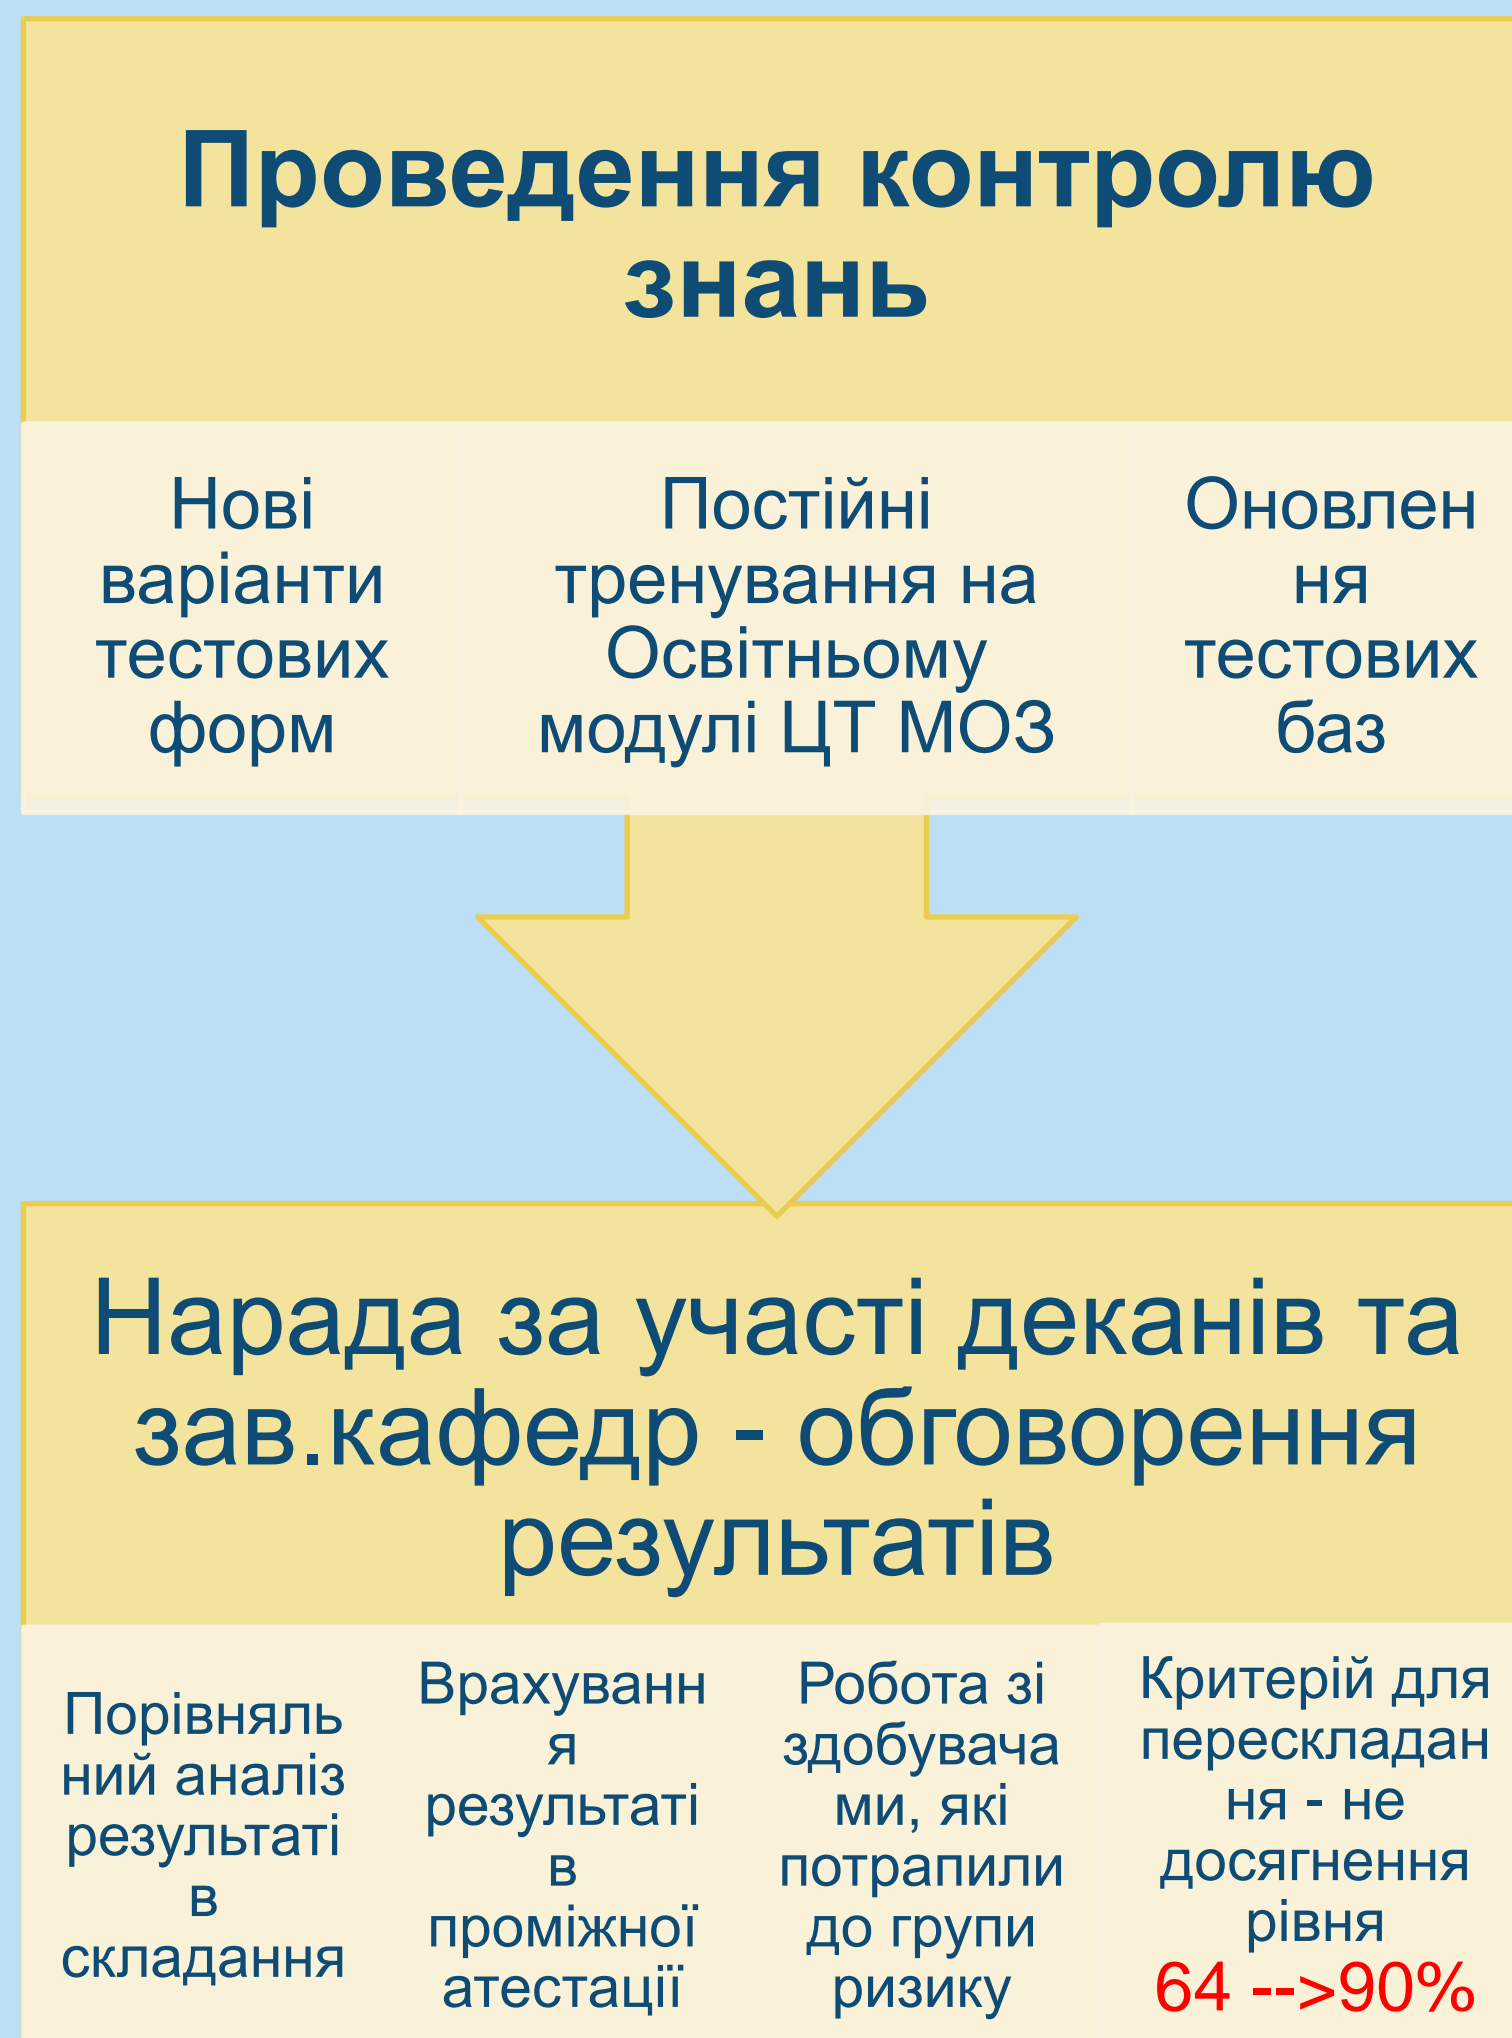 Проведення контролю
знань
Нові
варіанти
тестових
форм
Постійні
тренування на
Освітньому
модулі ЦТ МОЗ
Оновлен
ня
тестових
баз
Нарада за участі деканів та
зав.кафедр - обговорення
результатів
Порівняль
ний аналіз
результаті
в
складання
Врахуванн
я
результаті
в
проміжної
атестації
Робота зі
здобувача
ми, які
потрапили
до групи
ризику
Критерій для
перескладан
ня - не
досягнення
рівня
64 -->90%